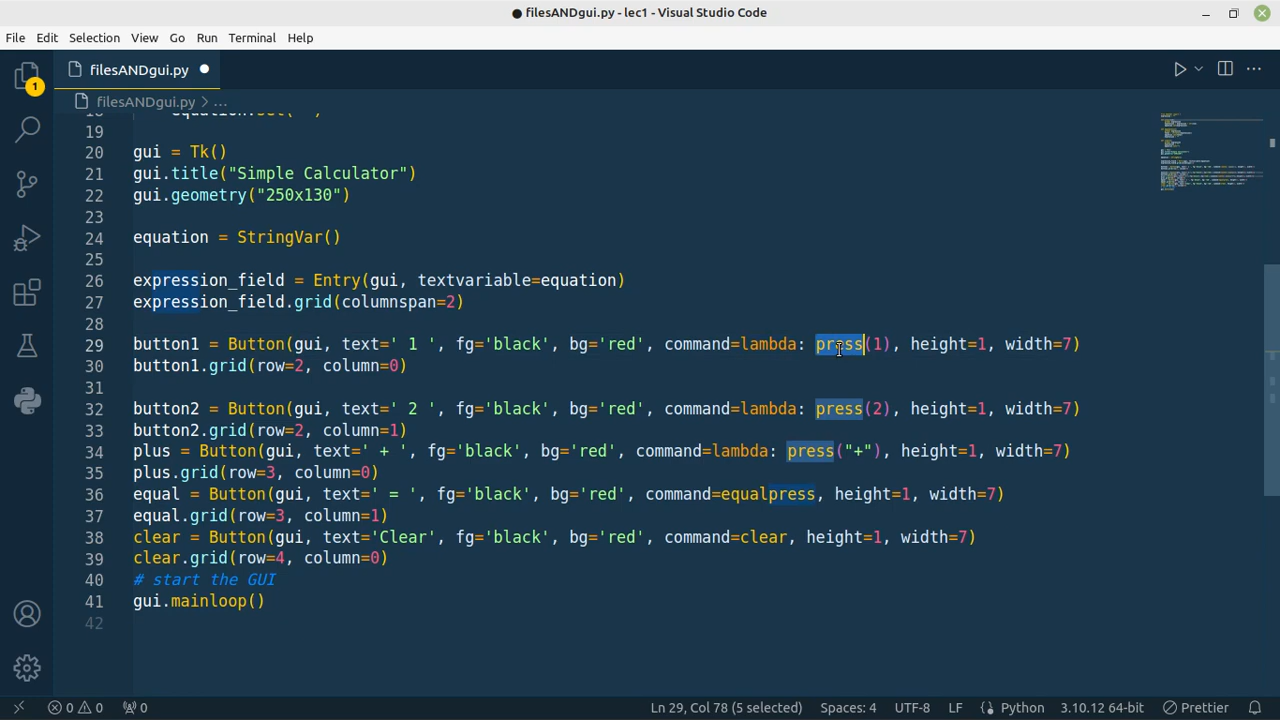 filesANDgui.py - lec1 - Visual Studio Code
File Edit Selection View Go Run Terminal Help
filesANDgui.py
1
filesANDgui.py > ...
19
20 gui = Tk()
21 gui.title("Simple Calculator")
22 gui.geometry("250x130")
23
24 equation = StringVar()
25
26 expression_field = Entry(gui, textvariable=equation)
27 expression_field.grid(columnspan=2)
28
29 button1 = Button(gui, text=' 1 ', fg='black', bg='red', command=lambda: press(1), height=1, width=7)
30 button1.grid(row=2, column=0)
31
32 button2 = Button(gui, text=' 2 ', fg='black', bg='red', command=lambda: press(2), height=1, width=7)
33 button2.grid(row=2, column=1)
34 plus = Button(gui, text=' + ', fg='black', bg='red', command=lambda: press("+"), height=1, width=7)
35 plus.grid(row=3, column=0)
36 equal = Button(gui, text=' = ', fg='black', bg='red', command=equalpress, height=1, width=7)
37 equal.grid(row=3, column=1)
38 clear = Button(gui, text='Clear', fg='black', bg='red', command=clear, height=1, width=7)
39 clear.grid(row=4, column=0)
40 # start the GUI
41 gui.mainloop()
42
0 0 0 Ln 29, Col 78 (5 selected) Spaces: 4 UTF-8 LF Python 3.10.12 64-bit Prettier